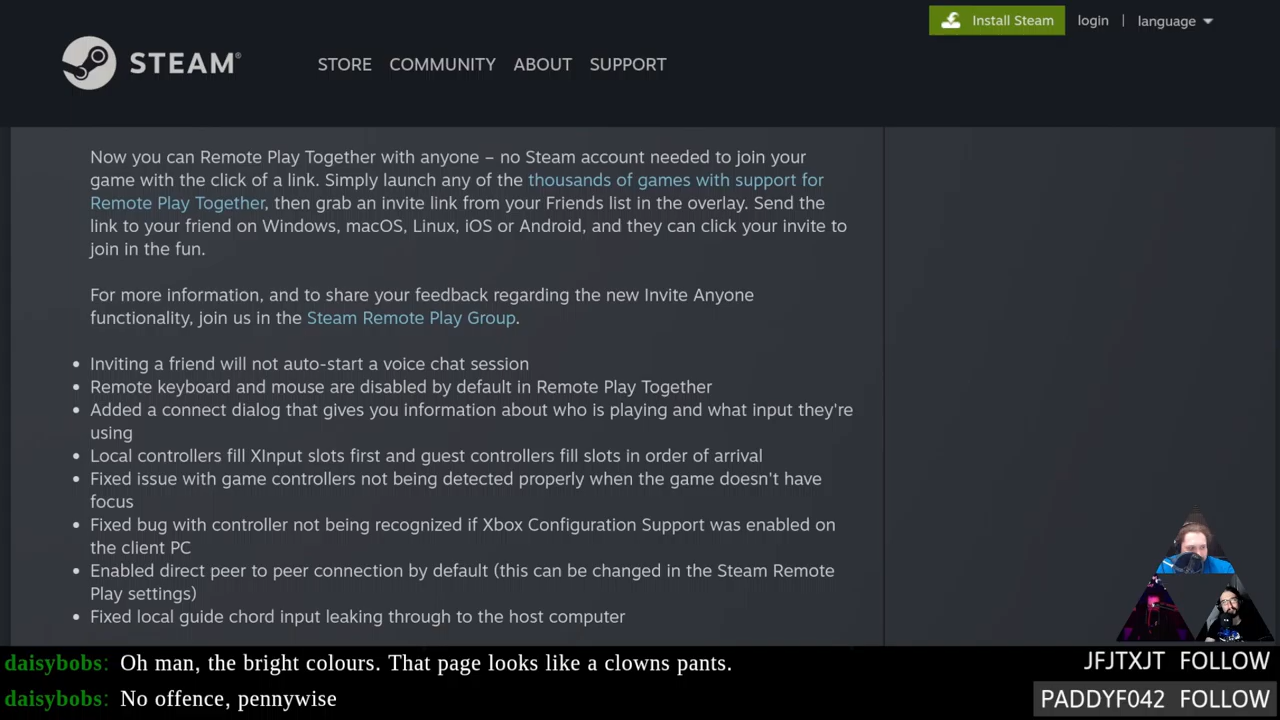 Install Steam
login | language
STEAM®
STORE COMMUNITY ABOUT SUPPORT
Now you can Remote Play Together with anyone – no Steam account needed to join your
game with the click of a link. Simply launch any of the thousands of games with support for
Remote Play Together, then grab an invite link from your Friends list in the overlay. Send the
link to your friend on Windows, macOS, Linux, iOS or Android, and they can click your invite to
join in the fun.
For more information, and to share your feedback regarding the new Invite Anyone
functionality, join us in the Steam Remote Play Group.
• Inviting a friend will not auto-start a voice chat session
• Remote keyboard and mouse are disabled by default in Remote Play Together
• Added a connect dialog that gives you information about who is playing and what input they're
using
• Local controllers fill XInput slots first and guest controllers fill slots in order of arrival
• Fixed issue with game controllers not being detected properly when the game doesn't have
focus
• Fixed bug with controller not being recognized if Xbox Configuration Support was enabled on
the client PC
• Enabled direct peer to peer connection by default (this can be changed in the Steam Remote
Play settings)
• Fixed local guide chord input leaking through to the host computer
daisybobs: Oh man, the bright colours. That page looks like a clowns pants.
daisybobs: No offence, pennywise
JFJTXJT FOLLOW
PADDYF042 FOLLOW